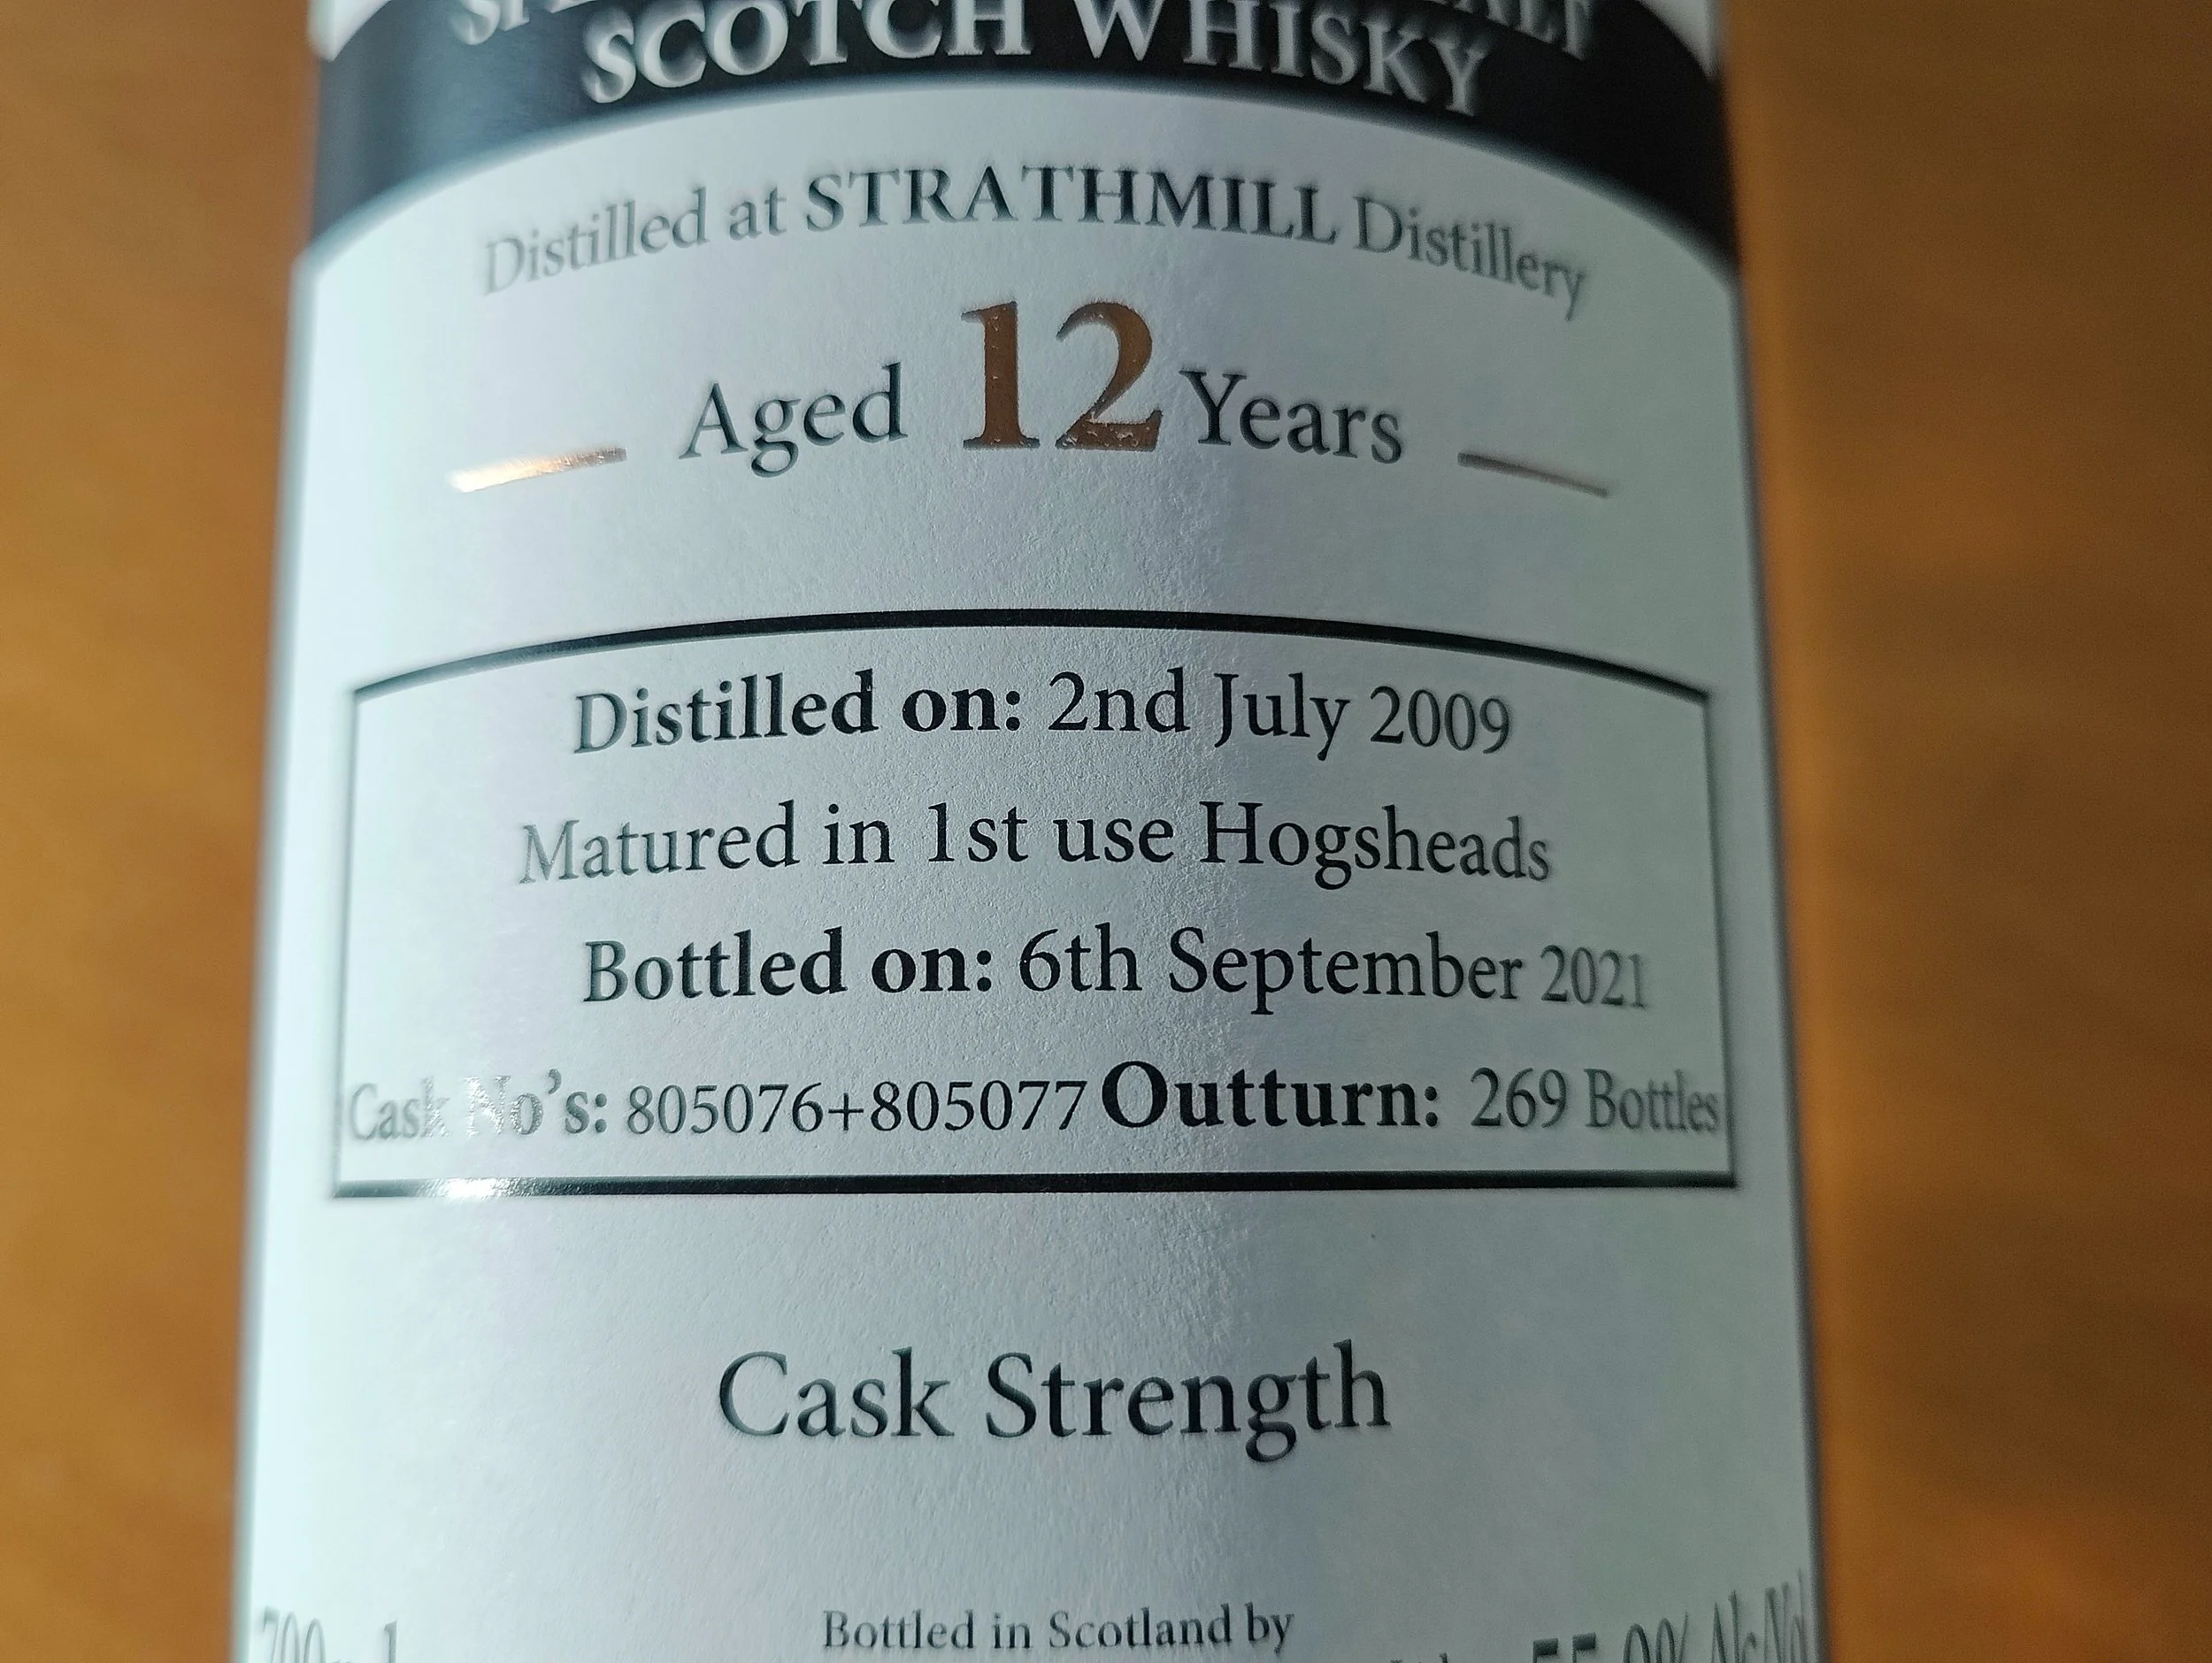 SCOTCH WHISKY
Distilled at STRATHMILL Distillery
Aged 12 Years
Distilled on: 2nd July 2009
Matured in 1st use Hogsheads
Bottled on: 6th September 2021
Cask No's: 805076+805077 Outturn: 269 Bottles
Cask Strength
Bottled in Scotland by